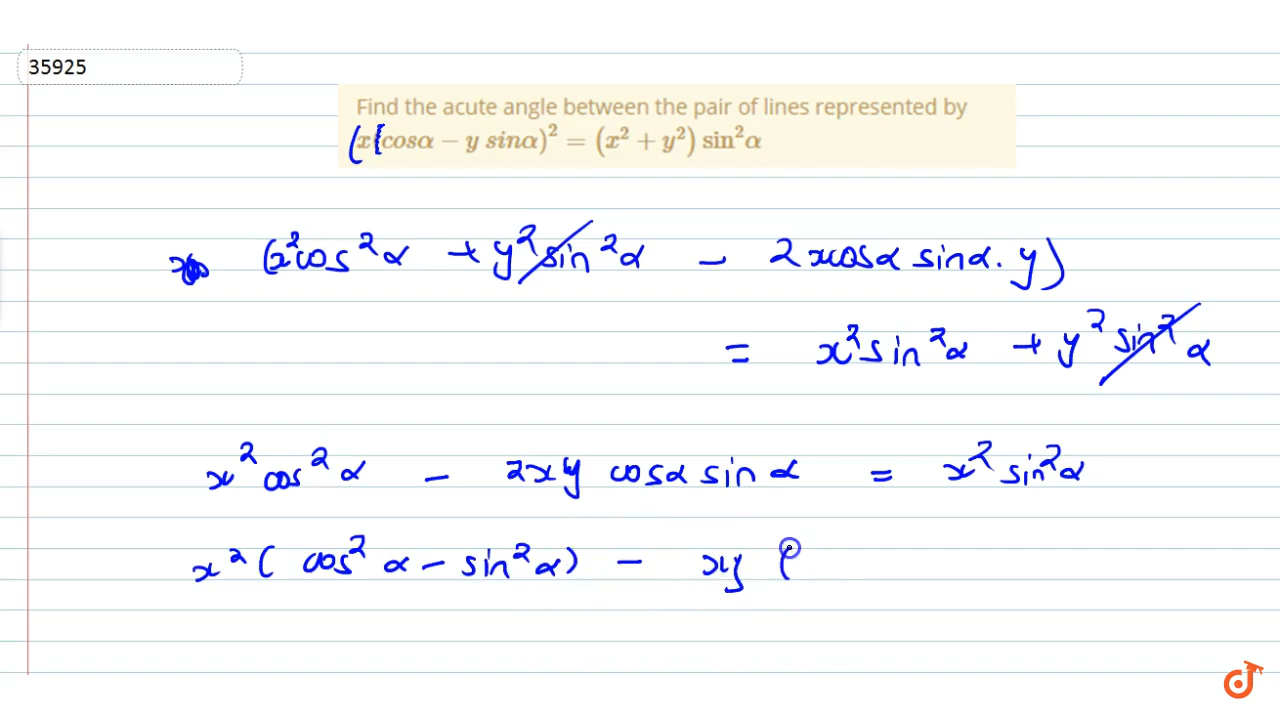 35925
Find the acute angle between the pair of lines represented by
(x(cosα − y sinα)² = (x² + y²) sin²α
(x²cos²α + y²sin²α − 2xcosα sinα. y)
= x²sin²α + y²sin²α
x²cos²α − 2xy cosα sinα = x²sin²α
x²( cos²α − sin²α) − xy (